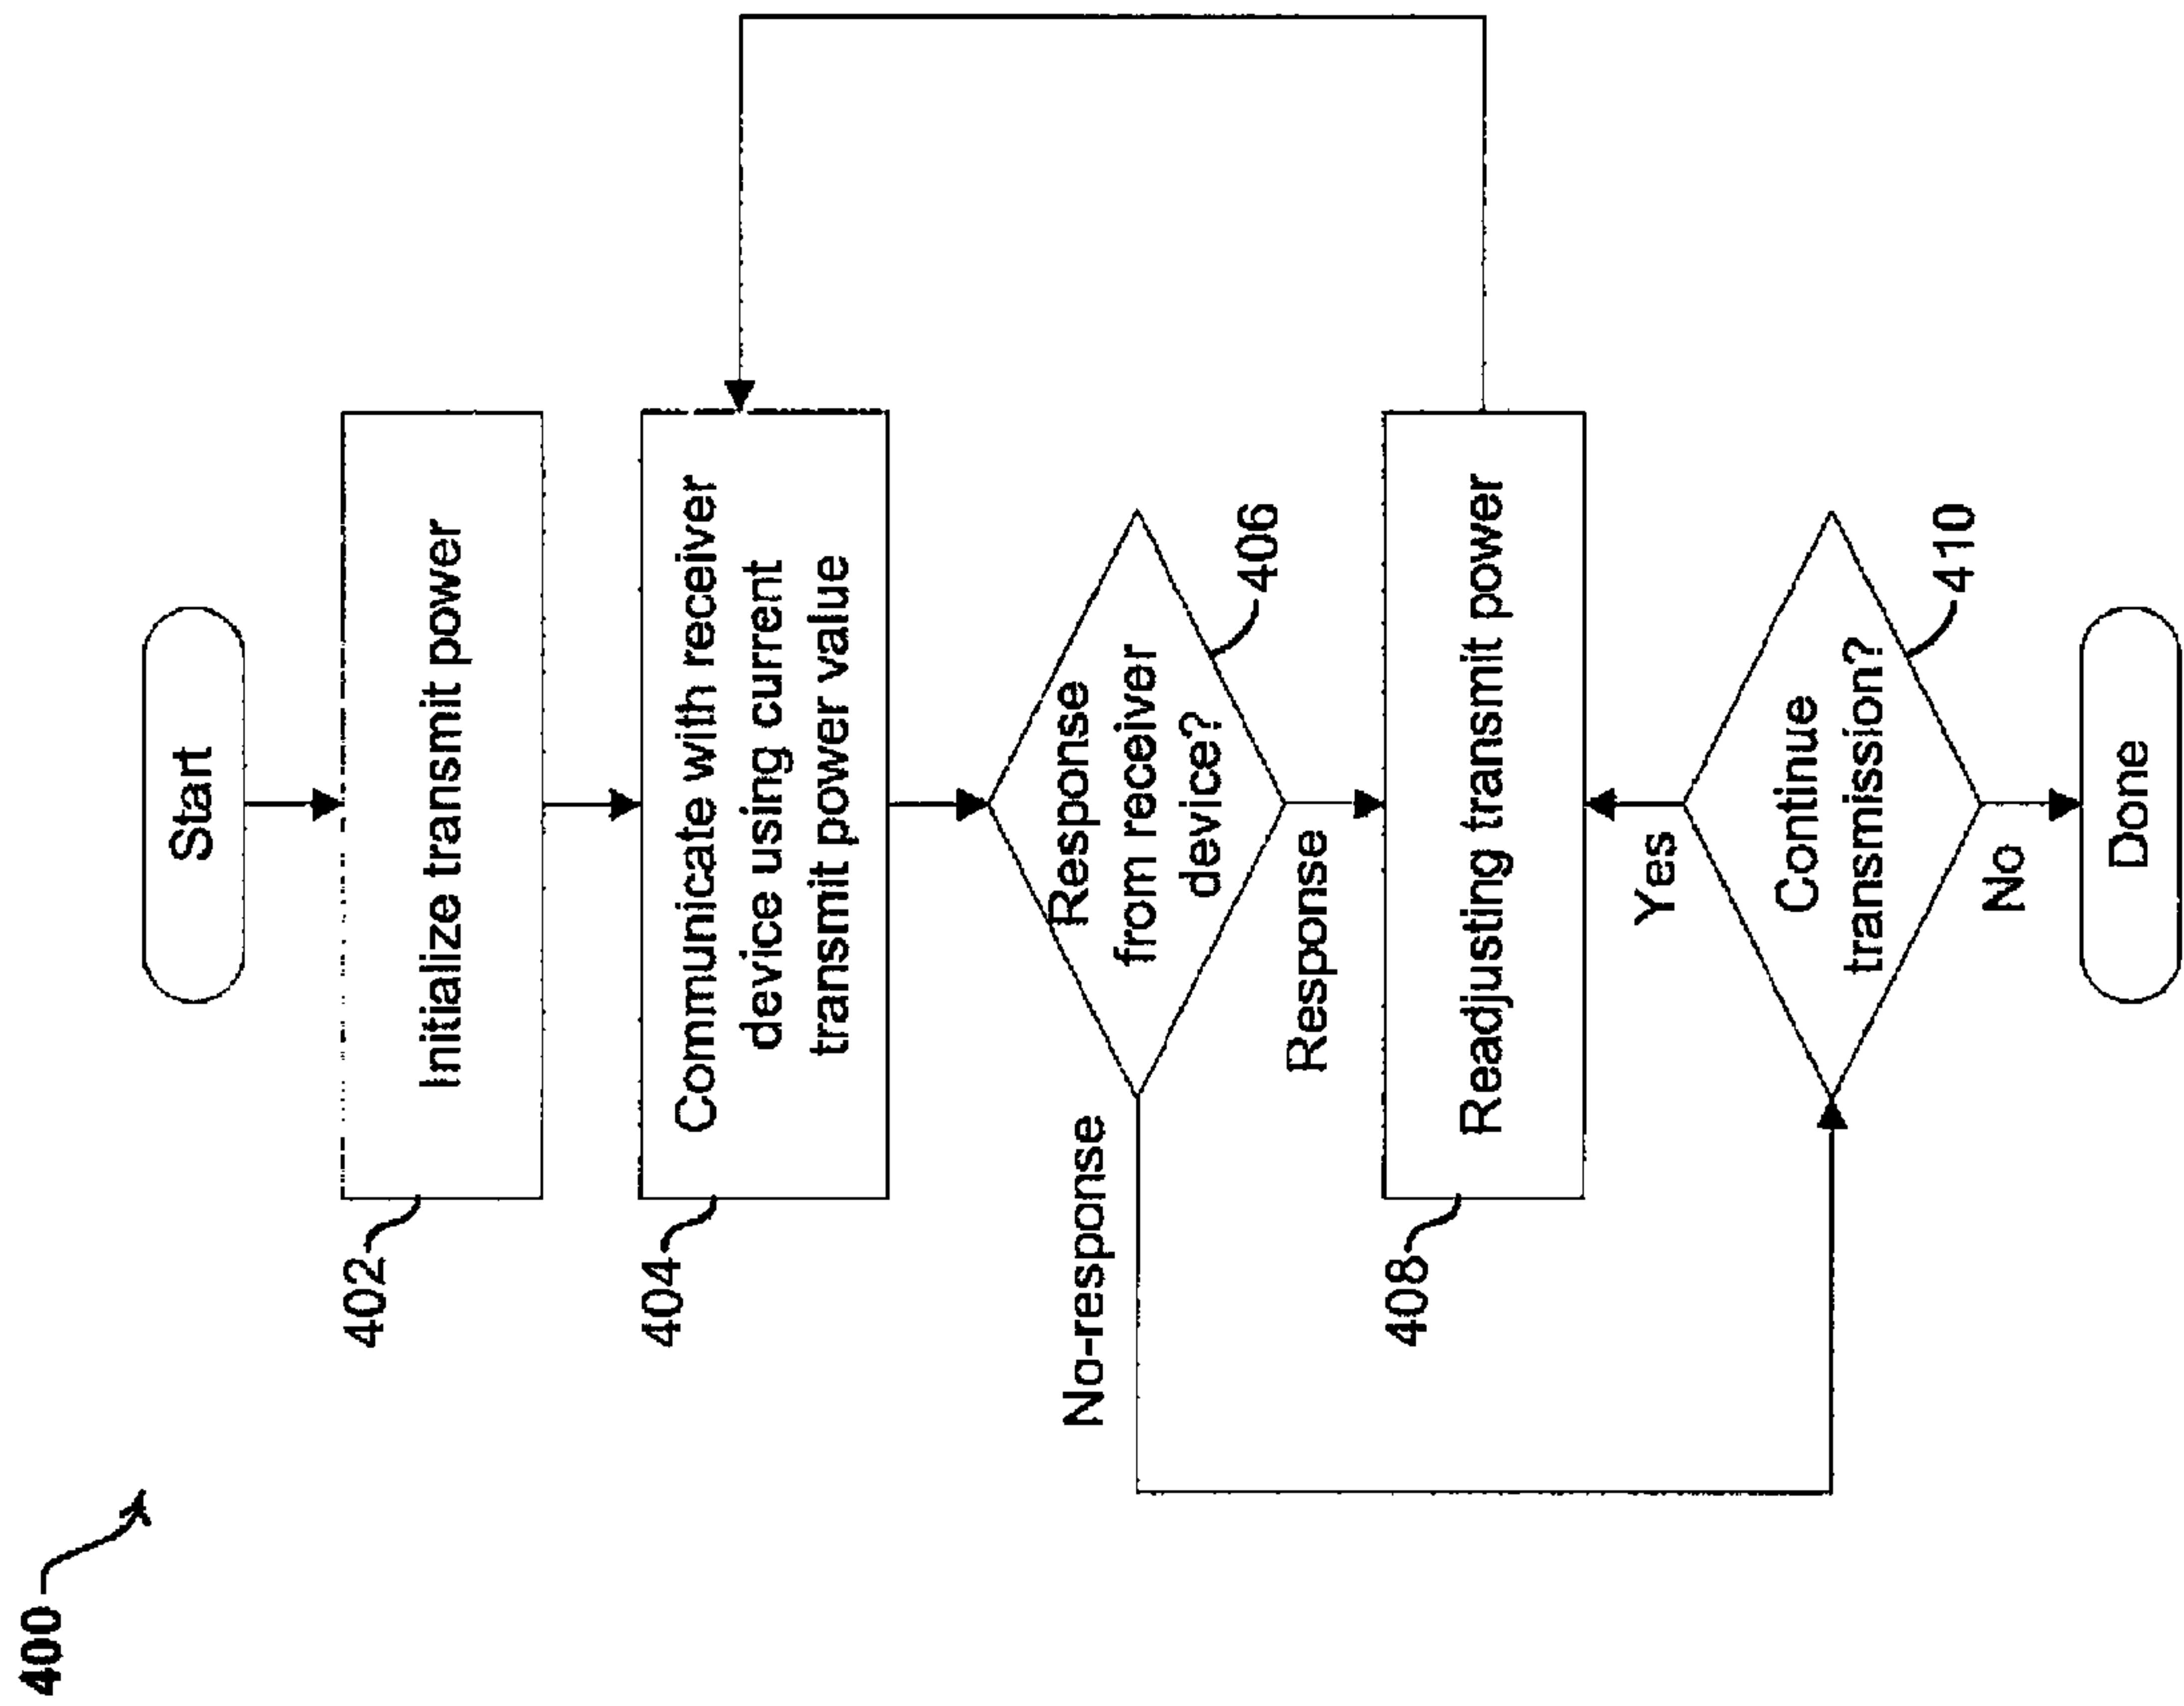 400
Start
Initialize transmit power
402
Communicate with receiver
device using current
transmit power value
404
Response
from receiver
device?
406
No-response
Response
Readjusting transmit power
408
Yes
Continue
transmission?
410
No
Done